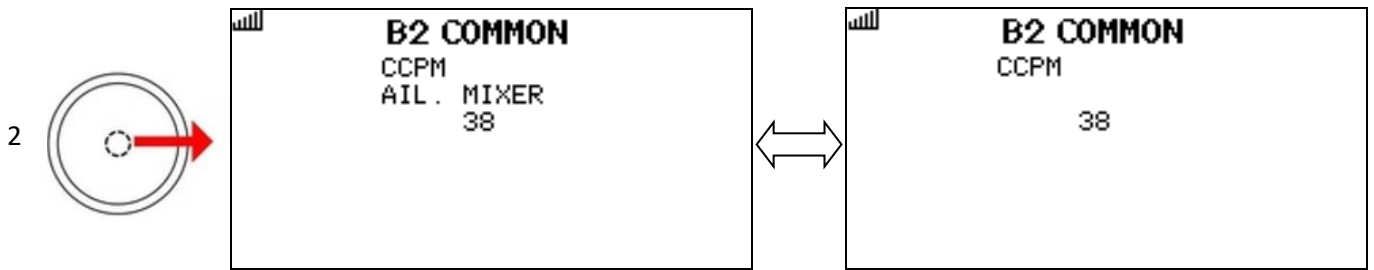 2
B2 COMMON
CCPM
AIL. MIXER
38
B2 COMMON
CCPM
38